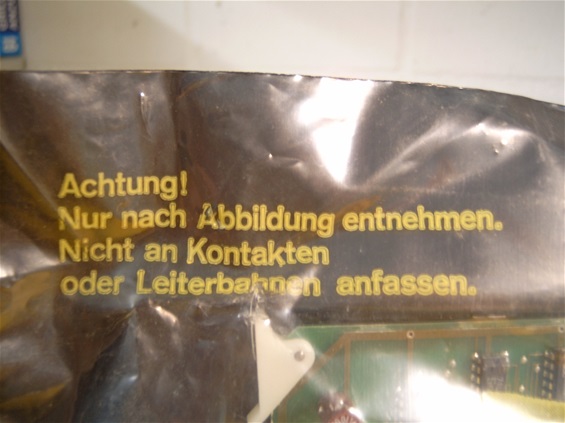 Achtung!
Nur nach Abbildung entnehmen.
Nicht an Kontakten
oder Leiterbahnen anfassen.